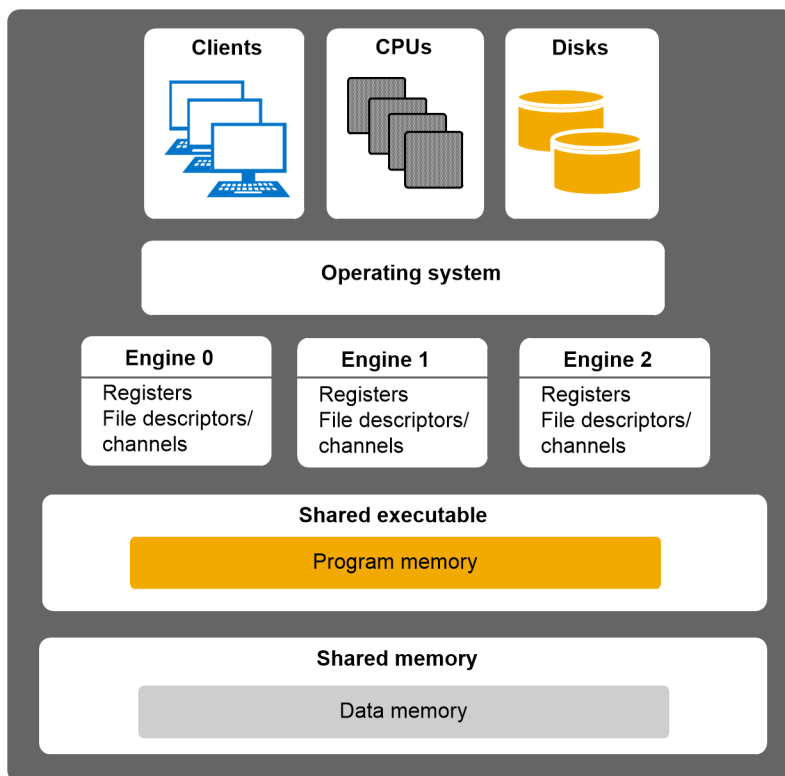 Clients
CPUs
Disks
Operating system
Engine 0
Registers
File descriptors/
channels
Engine 1
Registers
File descriptors/
channels
Engine 2
Registers
File descriptors/
channels
Shared executable
Program memory
Shared memory
Data memory